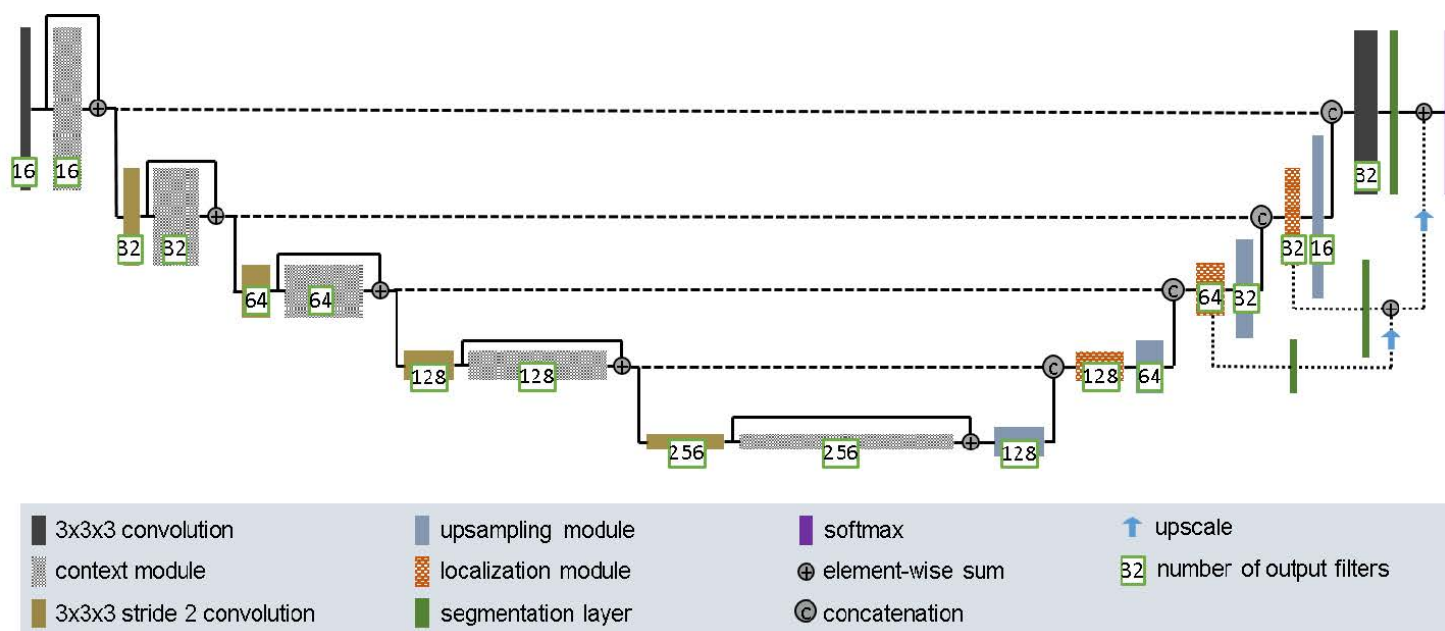 16 16 32
C
32 32 C 32 16
64 64 C 64 32
128 128 C 128 64
256 256 128
3x3x3 convolution upsampling module softmax upscale
context module localization module element-wise sum 32 number of output filters
3x3x3 stride 2 convolution segmentation layer C concatenation